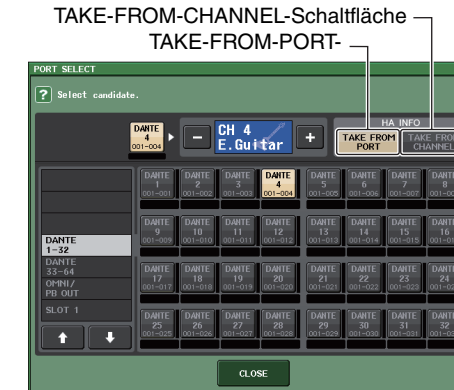 TAKE-FROM-CHANNEL-Schaltfläche
TAKE-FROM-PORT-
PORT SELECT
? Select candidate.
HA INFO
DANTE 4 001-004
− CH 4 E.Guitar +
TAKE FROM PORT
TAKE FROM CHANNEL
DANTE 1 001-001
DANTE 2 001-002
DANTE 3 001-003
DANTE 4 001-004
DANTE 5 001-005
DANTE 6 001-006
DANTE 7 001-007
DANTE 8 001-00
DANTE 9 001-009
DANTE 10 001-010
DANTE 11 001-011
DANTE 12 001-012
DANTE 13 001-013
DANTE 14 001-014
DANTE 15 001-015
DANTE 16 001-01
DANTE 17 001-017
DANTE 18 001-018
DANTE 19 001-019
DANTE 20 001-020
DANTE 21 001-021
DANTE 22 001-022
DANTE 23 001-023
DANTE 24 001-02
DANTE 25 001-025
DANTE 26 001-026
DANTE 27 001-027
DANTE 28 001-028
DANTE 29 001-029
DANTE 30 001-030
DANTE 31 001-031
DANTE 32 001-03
DANTE 1-32
DANTE 33-64
OMNI/ PB OUT
SLOT 1
CLOSE